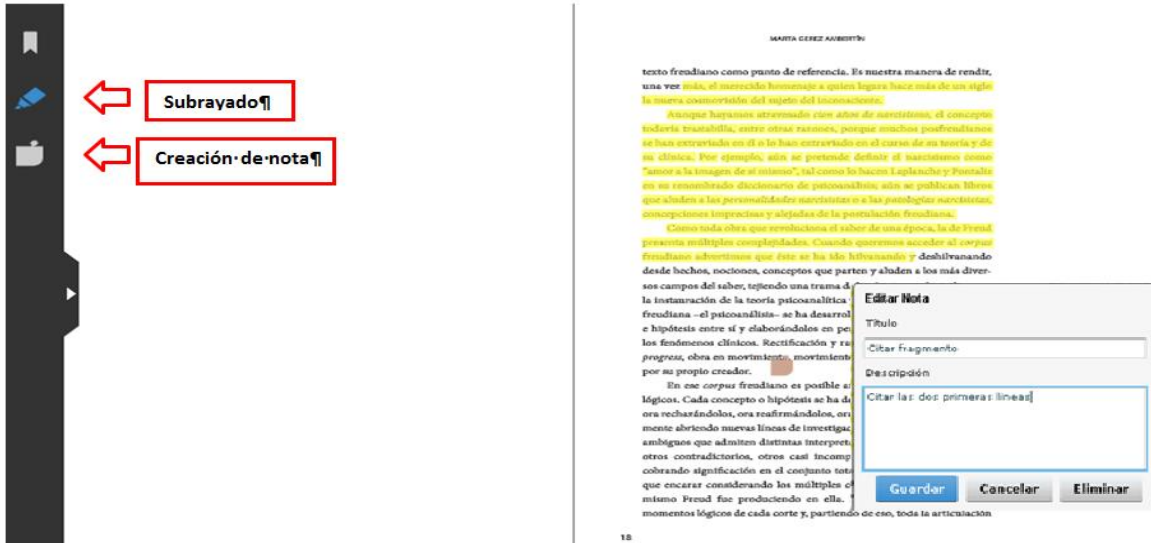 Subrayado¶
Creación·de·nota¶
MARTA GEREZ AMBERTÍN
texto freudiano como punto de referencia. Es nuestra manera de rendir,
una vez más, el merecido homenaje a quien legara hace más de un siglo
la nueva cosmovisión del sujeto del inconsciente.
Aunque hayamos atravesado cien años de narcisismo, el concepto
todavía trastabilla, entre otras razones, porque muchos posfreudianos
se han extraviado en él o lo han extraviado en el curso de su teoría y de
su clínica. Por ejemplo, aún se pretende definir el narcisismo como
"amor a la imagen de sí mismo", tal como lo hacen Laplanche y Pontalis
en su renombrado diccionario de psicoanálisis; aún se publican libros
que aluden a las personalidades narcisistas o a las patologías narcisistas,
concepciones imprecisas y alejadas de la postulación freudiana.
Como toda obra que revoluciona el saber de una época, la de Freud
presenta múltiples complejidades. Cuando queremos acceder al corpus
freudiano advertimos que éste se ha ido hilvanando y deshilvanando
desde hechos, nociones, conceptos que parten y aluden a los más diver-
sos campos del saber, tejiendo una trama
la instauración de la teoría psicoanalítica
freudiana –el psicoanálisis– se ha desarrol
e hipótesis entre sí y elaborándolos en
los fenómenos clínicos. Rectificación y
progress, obra en movimiento, movimiento
por su propio creador.
En ese corpus freudiano es posible
lógicos. Cada concepto o hipótesis se ha
ora rechazándolos, ora reafirmándolos,
mente abriendo nuevas líneas de
ambiguos que admiten distintas
otros contradictorios, otros casi
cobrando significación en el conjunto
que encarar considerando los múltiples
mismo Freud fue produciendo en ella.
momentos lógicos de cada corte y, partiendo de eso, toda la articulación
18
Editar Nota
Título
Citar fragmento
Descripción
Citar las dos primeras líneas
Guardar Cancelar Eliminar